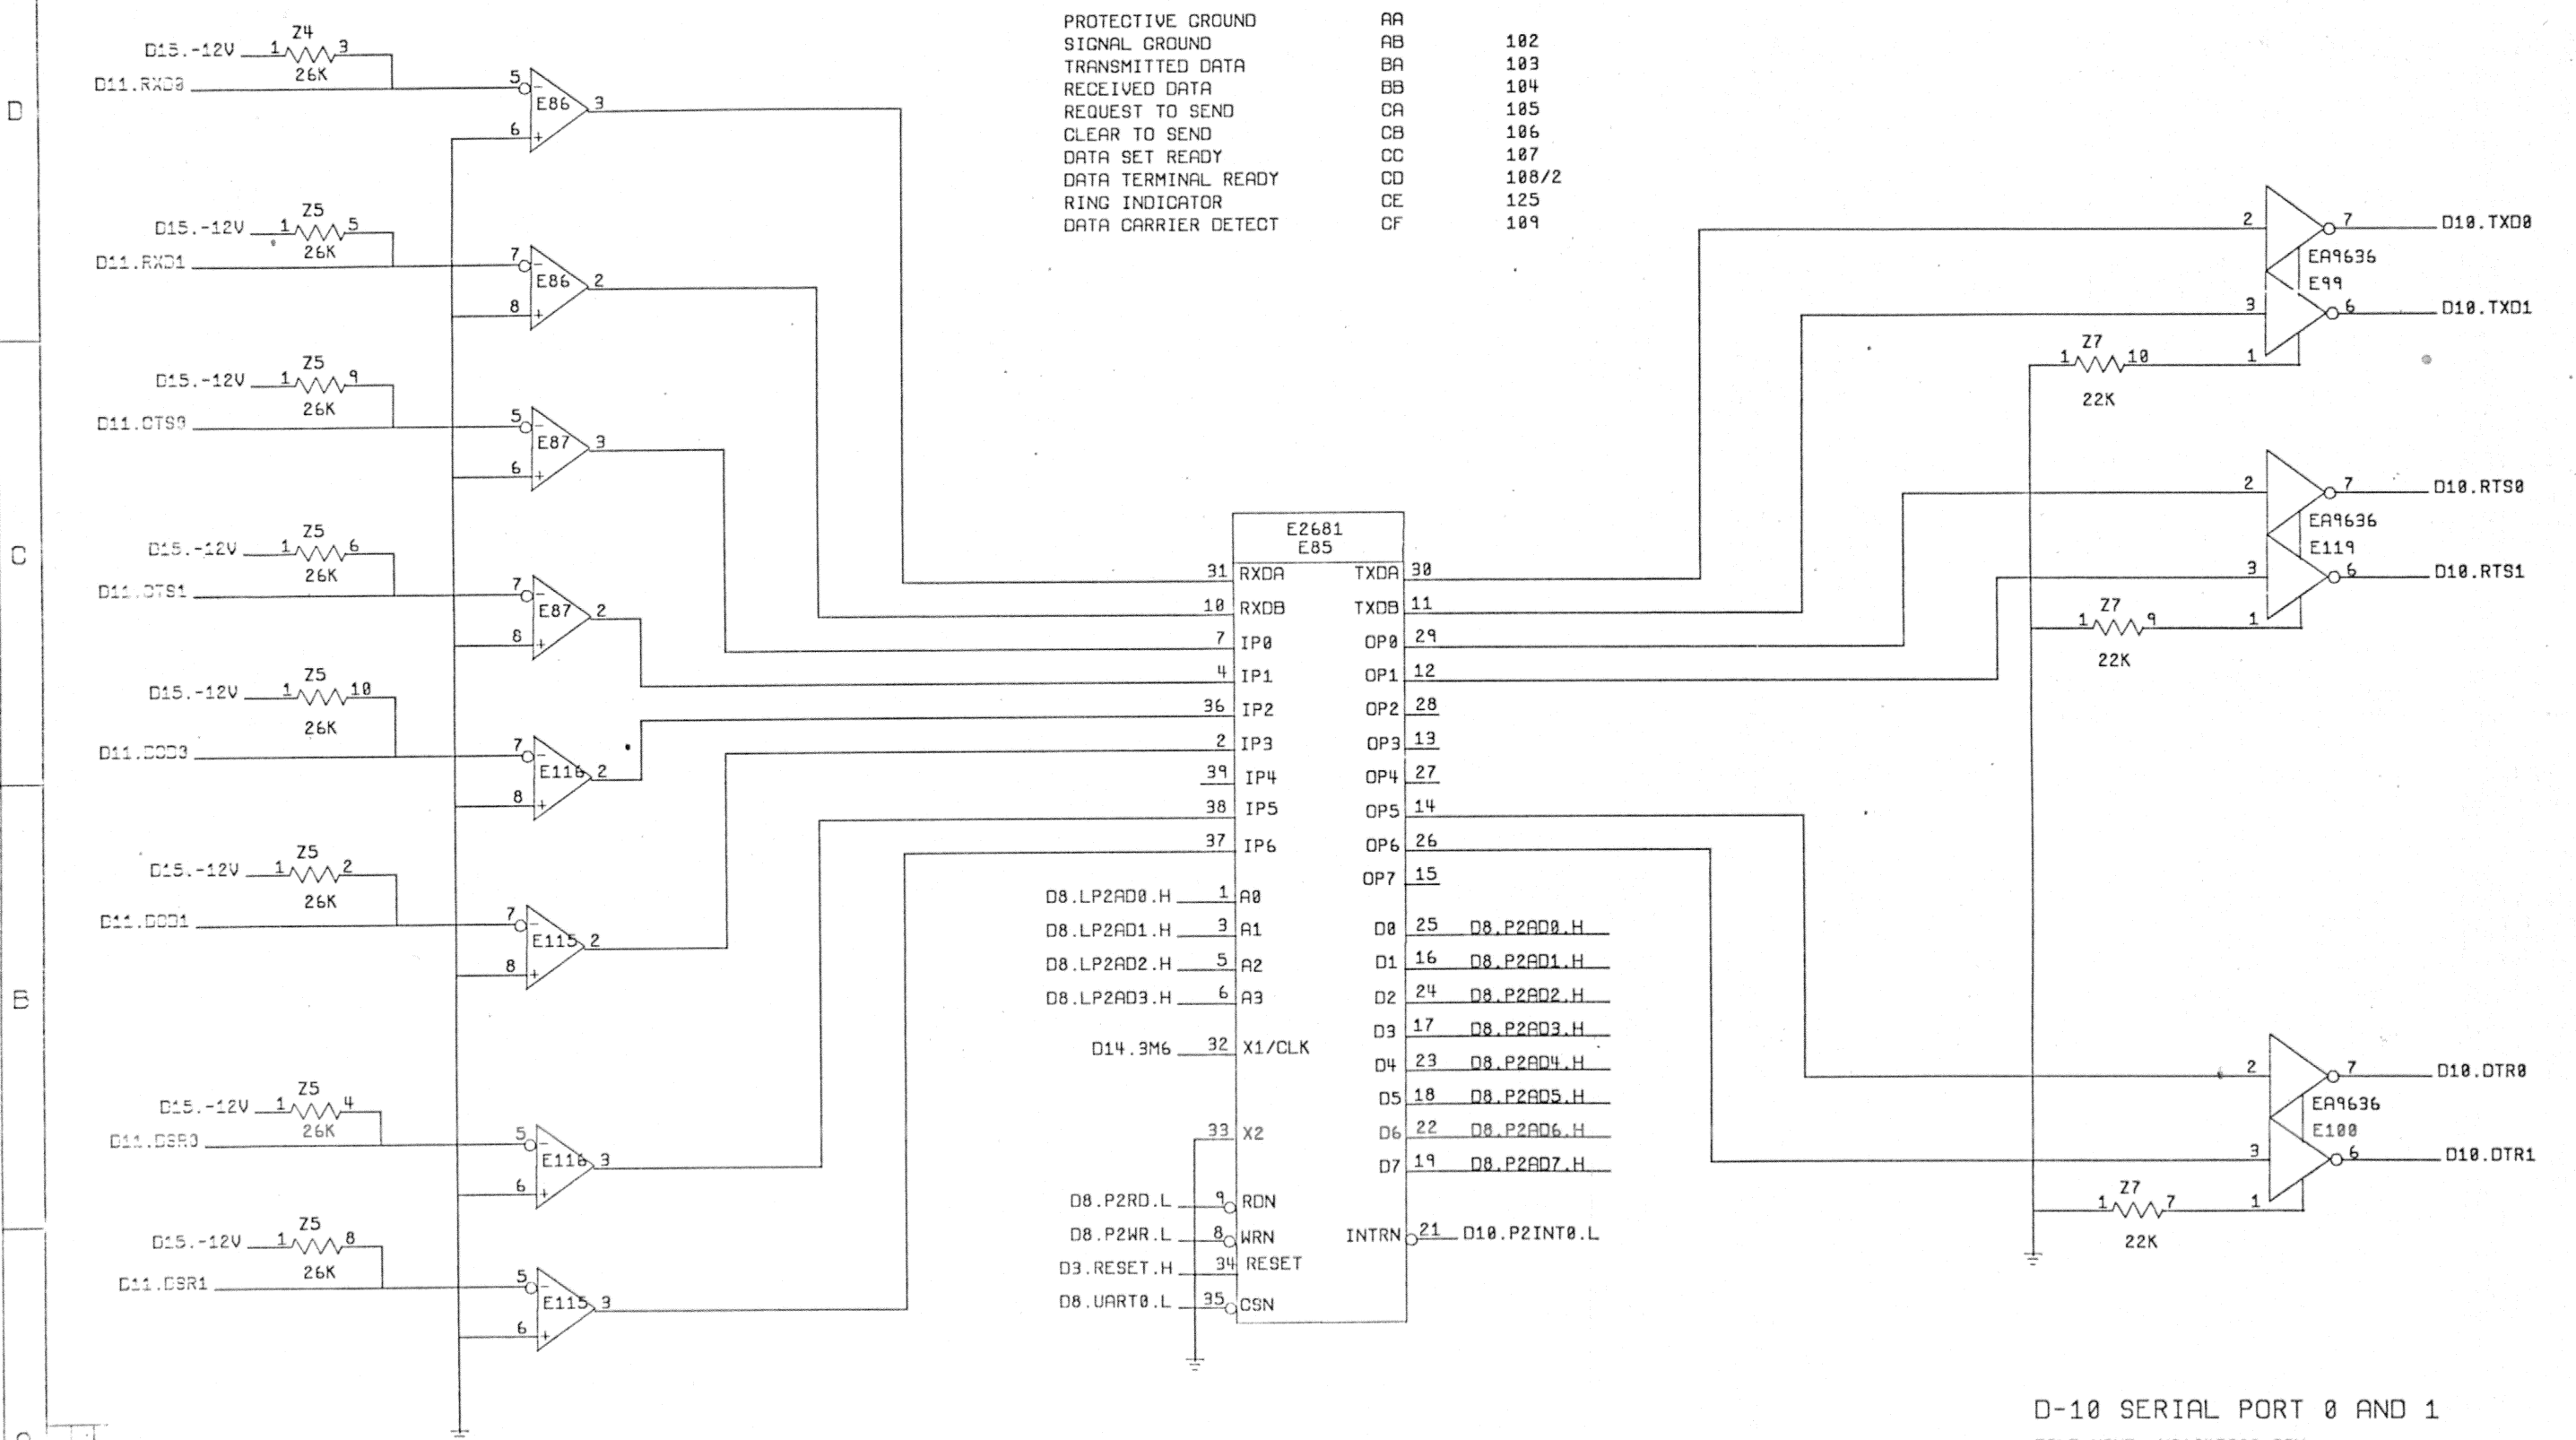 PROTECTIVE GROUND AA
SIGNAL GROUND AB 102
TRANSMITTED DATA BA 103
RECEIVED DATA BB 104
REQUEST TO SEND CA 105
CLEAR TO SEND CB 106
DATA SET READY CC 107
DATA TERMINAL READY CD 108/2
RING INDICATOR CE 125
DATA CARRIER DETECT CF 109
D
C
B
Z4
D15.-12V 1 3
26K
D11.RXD0 5
E86 3
6
Z5
D15.-12V 1 5
26K
D11.RXD1 7
E86 2
8
Z5
D15.-12V 1 9
26K
D11.CTS0 5
E87 3
6
Z5
D15.-12V 1 6
26K
D11.CTS1 7
E87 2
8
Z5
D15.-12V 1 10
26K
D11.DCD0 7
E116 2
8
Z5
D15.-12V 1 2
26K
D11.DCD1 7
E115 2
8
Z5
D15.-12V 1 4
26K
D11.DSR0 5
E116 3
6
Z5
D15.-12V 1 8
26K
D11.DSR1 5
E115 3
6
E2681
E85
31 RXDA TXDA 30
10 RXDB TXDB 11
7 IP0 OP0 29
4 IP1 OP1 12
36 IP2 OP2 28
2 IP3 OP3 13
39 IP4 OP4 27
38 IP5 OP5 14
37 IP6 OP6 26
OP7 15
D8.LP2AD0.H 1 A0 D0 25 D8.P2AD0.H
D8.LP2AD1.H 3 A1 D1 16 D8.P2AD1.H
D8.LP2AD2.H 5 A2 D2 24 D8.P2AD2.H
D8.LP2AD3.H 6 A3 D3 17 D8.P2AD3.H
D14.3M6 32 X1/CLK D4 23 D8.P2AD4.H
D5 18 D8.P2AD5.H
33 X2 D6 22 D8.P2AD6.H
D7 19 D8.P2AD7.H
D8.P2RD.L 9 RDN
D8.P2WR.L 8 WRN INTRN 21 D10.P2INT0.L
D3.RESET.H 34 RESET
D8.UART0.L 35 CSN
2 7 D10.TXD0
EA9636
E99
3 6 D10.TXD1
Z7
1 10 1
22K
2 7 D10.RTS0
EA9636
E119
3 6 D10.RTS1
Z7
1 9 1
22K
2 7 D10.DTR0
EA9636
E100
3 6 D10.DTR1
Z7
1 7 1
22K
D-10 SERIAL PORT 0 AND 1